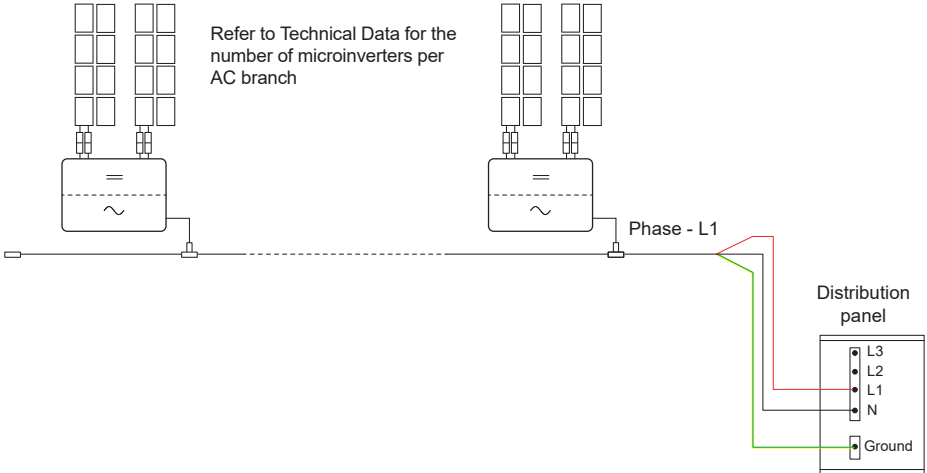 Refer to Technical Data for the
number of microinverters per
AC branch
Phase - L1
Distribution
panel
L3
L2
L1
N
Ground